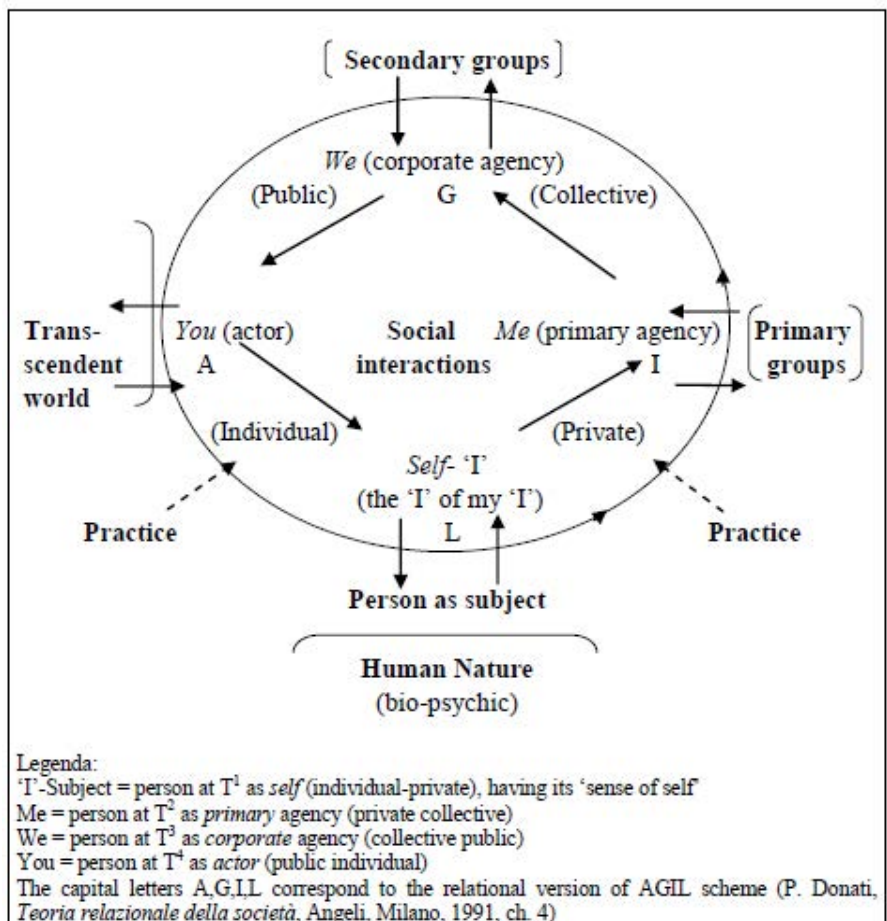 Secondary groups
We (corporate agency)
(Public) G (Collective)
Trans-
scendent
world
You (actor)
A
Social
interactions
Me (primary agency)
I
Primary
groups
(Individual) (Private)
Self- ‘I’
(the ‘I’ of my ‘I’)
L
Practice Practice
Person as subject
Human Nature
(bio-psychic)
Legenda:
‘I’-Subject = person at T¹ as self (individual-private), having its ‘sense of self’
Me = person at T² as primary agency (private collective)
We = person at T³ as corporate agency (collective public)
You = person at T⁴ as actor (public individual)
The capital letters A,G,I,L correspond to the relational version of AGIL scheme (P. Donati,
Teoria relazionale della società, Angeli, Milano, 1991, ch. 4)